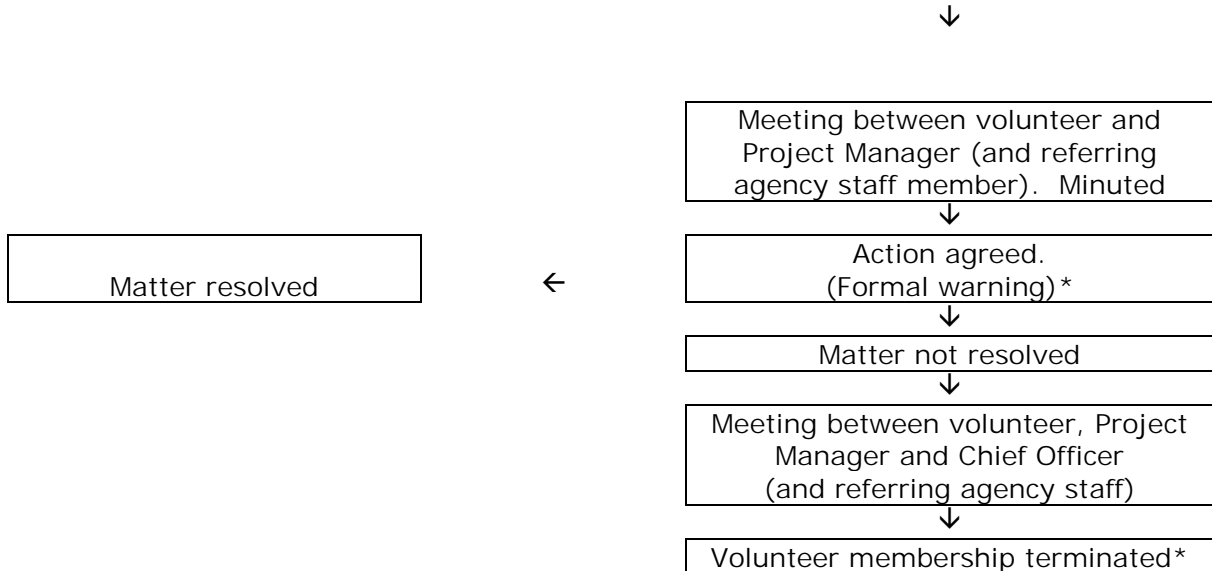 ↓
Meeting between volunteer and
Project Manager (and referring
agency staff member).  Minuted
↓
Matter resolved
←
Action agreed.
(Formal warning)*
↓
Matter not resolved
↓
Meeting between volunteer, Project
Manager and Chief Officer
(and referring agency staff)
↓
Volunteer membership terminated*